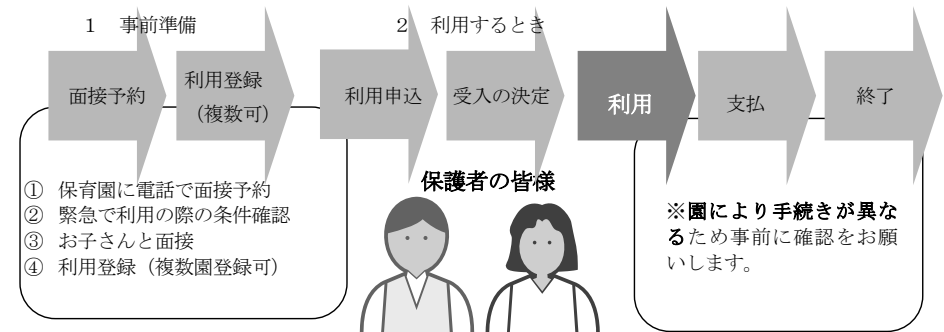 1　事前準備
2　利用するとき
面接予約
利用登録
（複数可）
利用申込
受入の決定
利用
支払
終了
① 保育園に電話で面接予約
② 緊急で利用の際の条件確認
③ お子さんと面接
④ 利用登録（複数園登録可）
保護者の皆様
※園により手続きが異な
るため事前に確認をお願
いします。